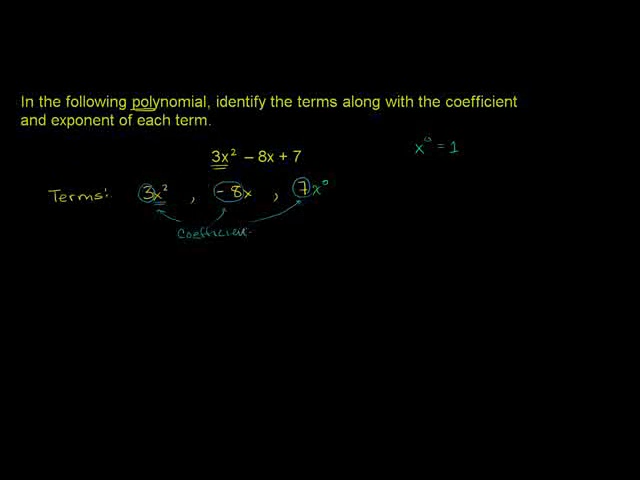 In the following polynomial, identify the terms along with the coefficient
and exponent of each term.
3x² − 8x + 7
x⁰ = 1
Terms: 3x² , −8x , 7x⁰
Coefficient